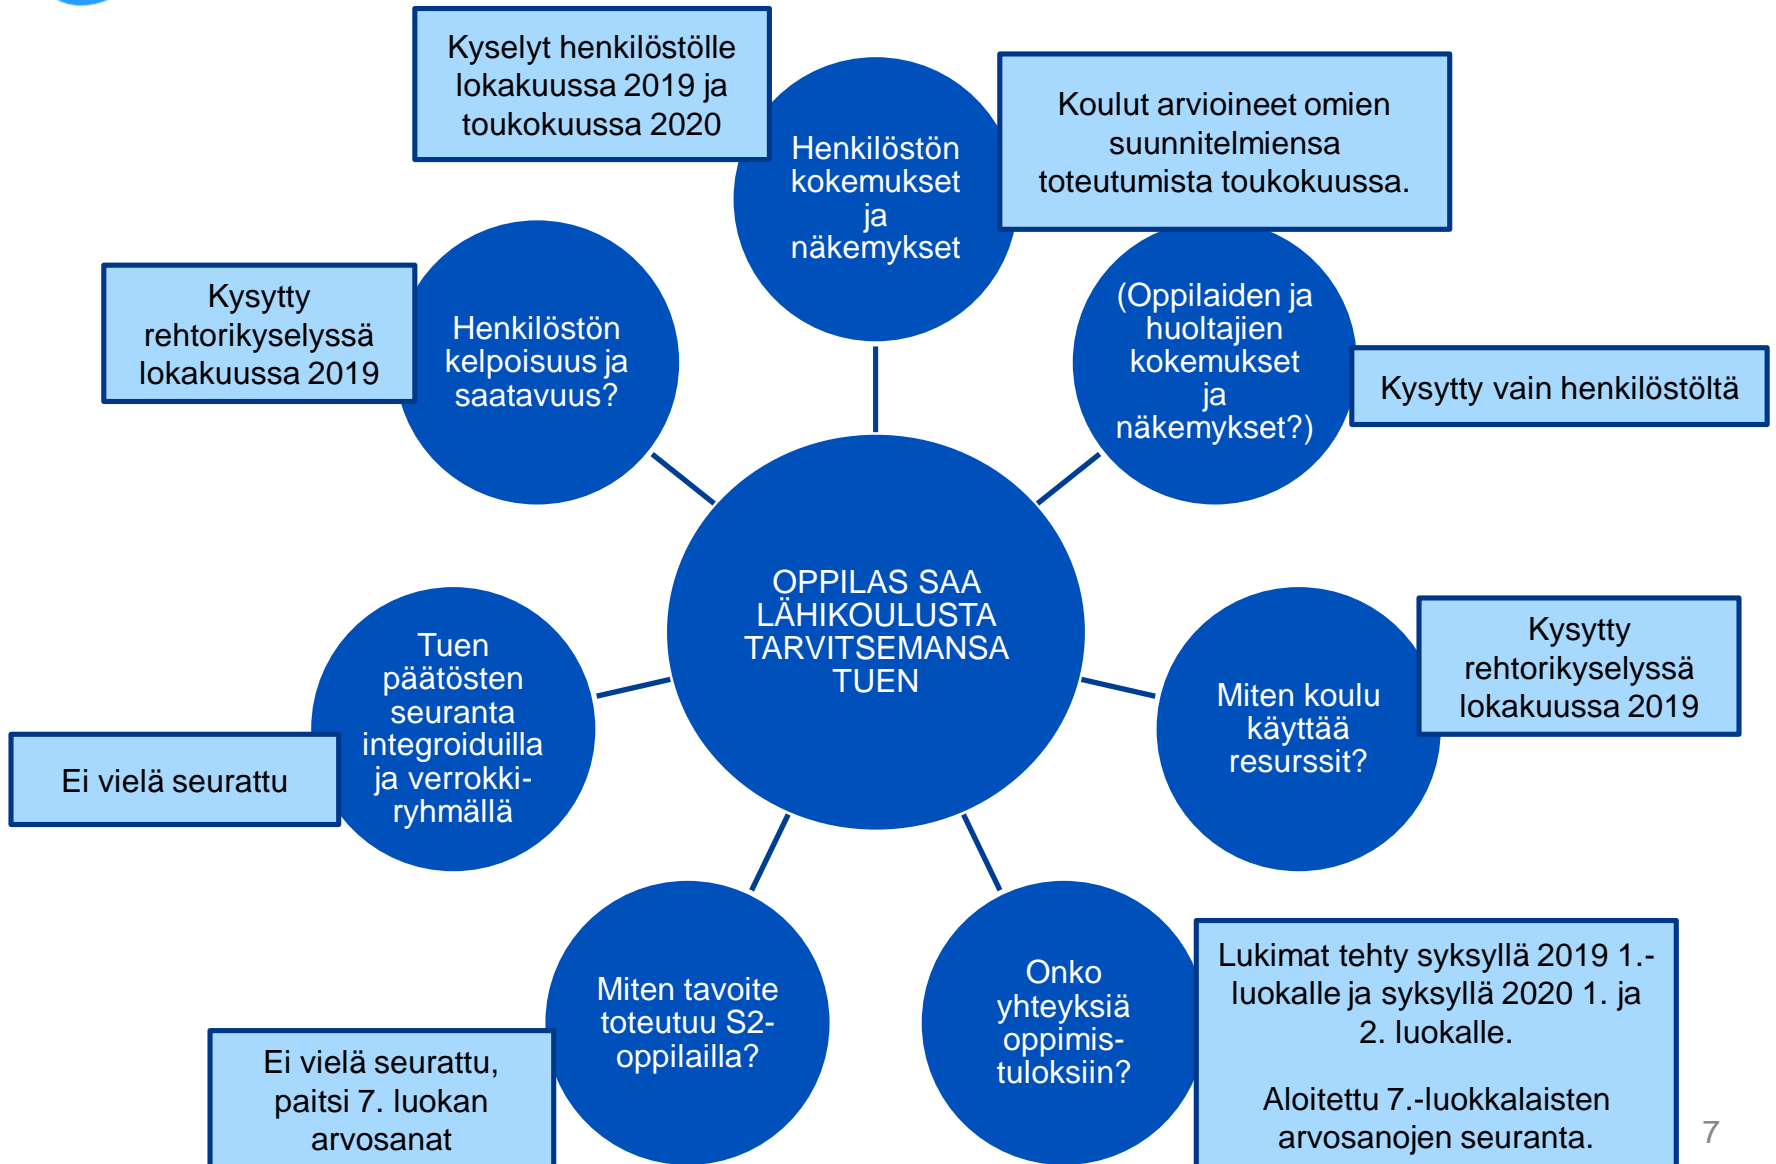 Kyselyt henkilöstölle
lokakuussa 2019 ja
toukokuussa 2020
Henkilöstön
kokemukset
ja
näkemykset
Koulut arvioineet omien
suunnitelmiensa
toteutumista toukokuussa.
Kysytty
rehtorikyselyssä
lokakuussa 2019
Henkilöstön
kelpoisuus ja
saatavuus?
(Oppilaiden ja
huoltajien
kokemukset
ja
näkemykset?)
Kysytty vain henkilöstöltä
OPPILAS SAA
LÄHIKOULUSTA
TARVITSEMANSA
TUEN
Tuen
päätösten
seuranta
integroiduilla
ja verrokki-
ryhmällä
Ei vielä seurattu
Miten koulu
käyttää
resurssit?
Kysytty
rehtorikyselyssä
lokakuussa 2019
Miten tavoite
toteutuu S2-
oppilailla?
Ei vielä seurattu,
paitsi 7. luokan
arvosanat
Onko
yhteyksiä
oppimis-
tuloksiin?
Lukimat tehty syksyllä 2019 1.-
luokalle ja syksyllä 2020 1. ja
2. luokalle.
Aloitettu 7.-luokkalaisten
arvosanojen seuranta.
7